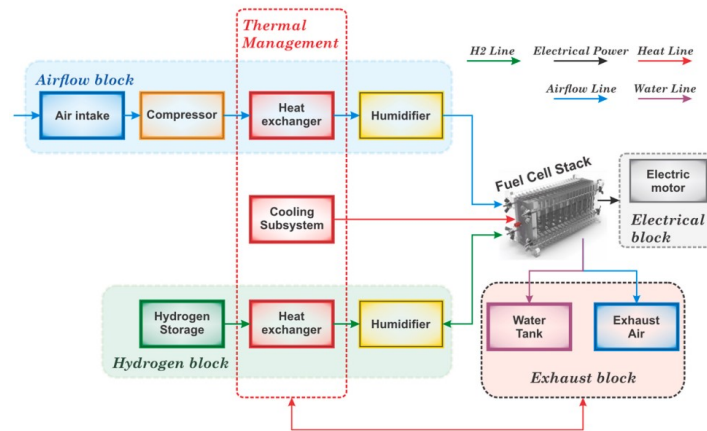 Thermal
Management
H2 Line
Electrical Power
Heat Line
Airflow Line
Water Line
Airflow block
Air intake
Compressor
Heat
exchanger
Humidifier
Fuel Cell Stack
Electric
motor
Electrical
block
Cooling
Subsystem
Hydrogen
Storage
Heat
exchanger
Humidifier
Hydrogen block
Water
Tank
Exhaust
Air
Exhaust block